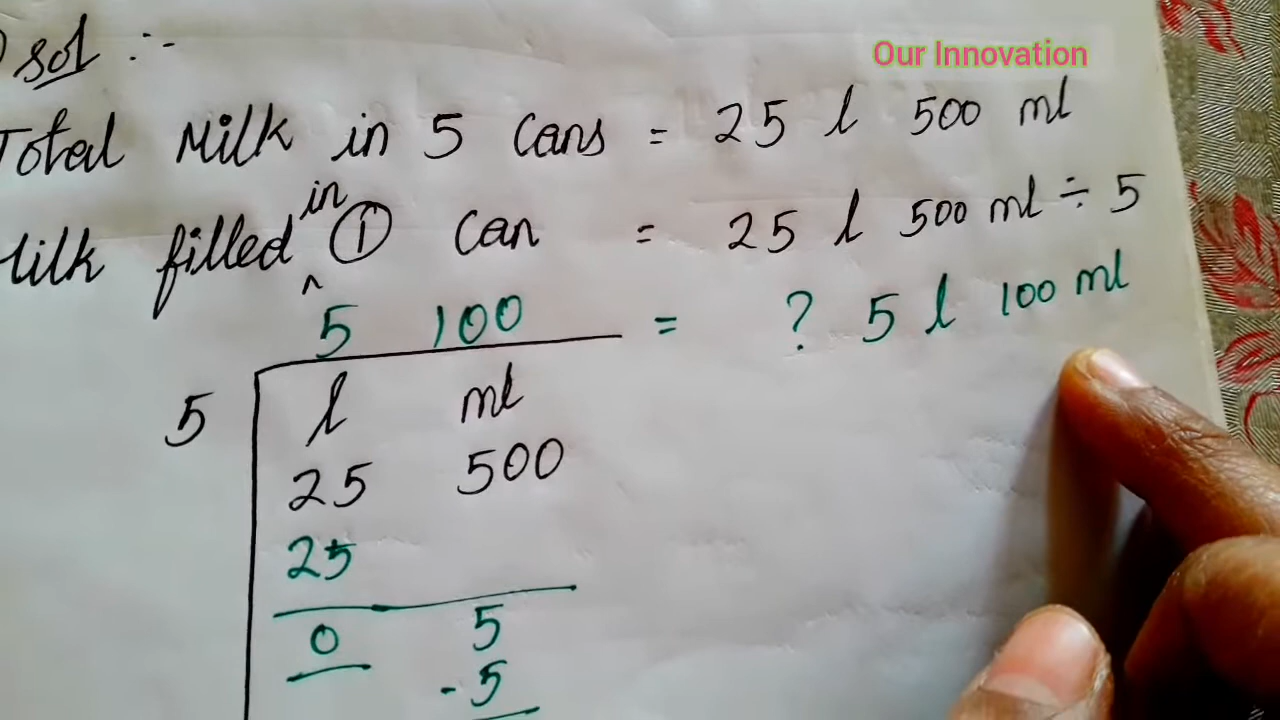 sol :-
Our Innovation
Total Milk in 5 Cans = 25 l 500 ml
Milk filled in ① Can = 25 l 500 ml ÷ 5
= ? 5 l 100 ml
5 100
5
l ml
25 500
25
0 5
- 5